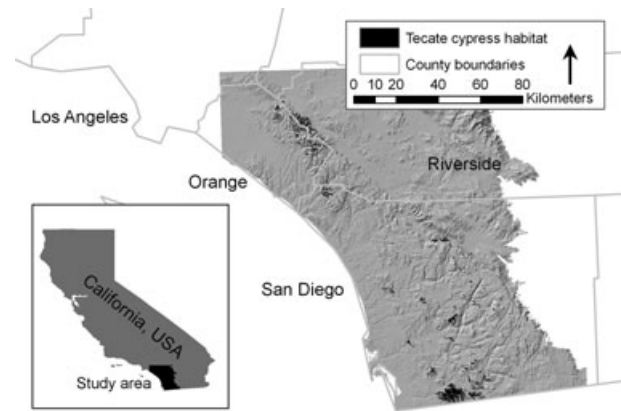 Tecate cypress habitat
County boundaries
0 10 20 40 60 80
Kilometers
Los Angeles
Riverside
Orange
San Diego
California, USA
Study area